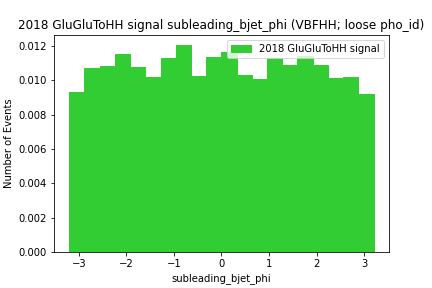 2018 GluGluToHH signal subleading_bjet_phi (VBFHH; loose pho_id)
2018 GluGluToHH signal
Number of Events
0.012
0.010
0.008
0.006
0.004
0.002
0.000
−3 −2 −1 0 1 2 3
subleading_bjet_phi